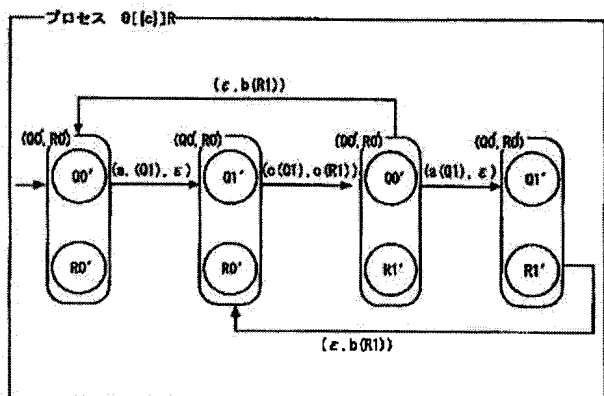 プロセス Q[{c}]R
(ε,b(R1))
(Q0',R0') (Q0',R0') (Q0',R0') (Q0',R0')
Q0' (a,(Q1),ε) Q1' (c(Q1),c(R1)) Q0' (a(Q1),ε) Q1'
R0' R0' R1' R1'
(ε,b(R1))